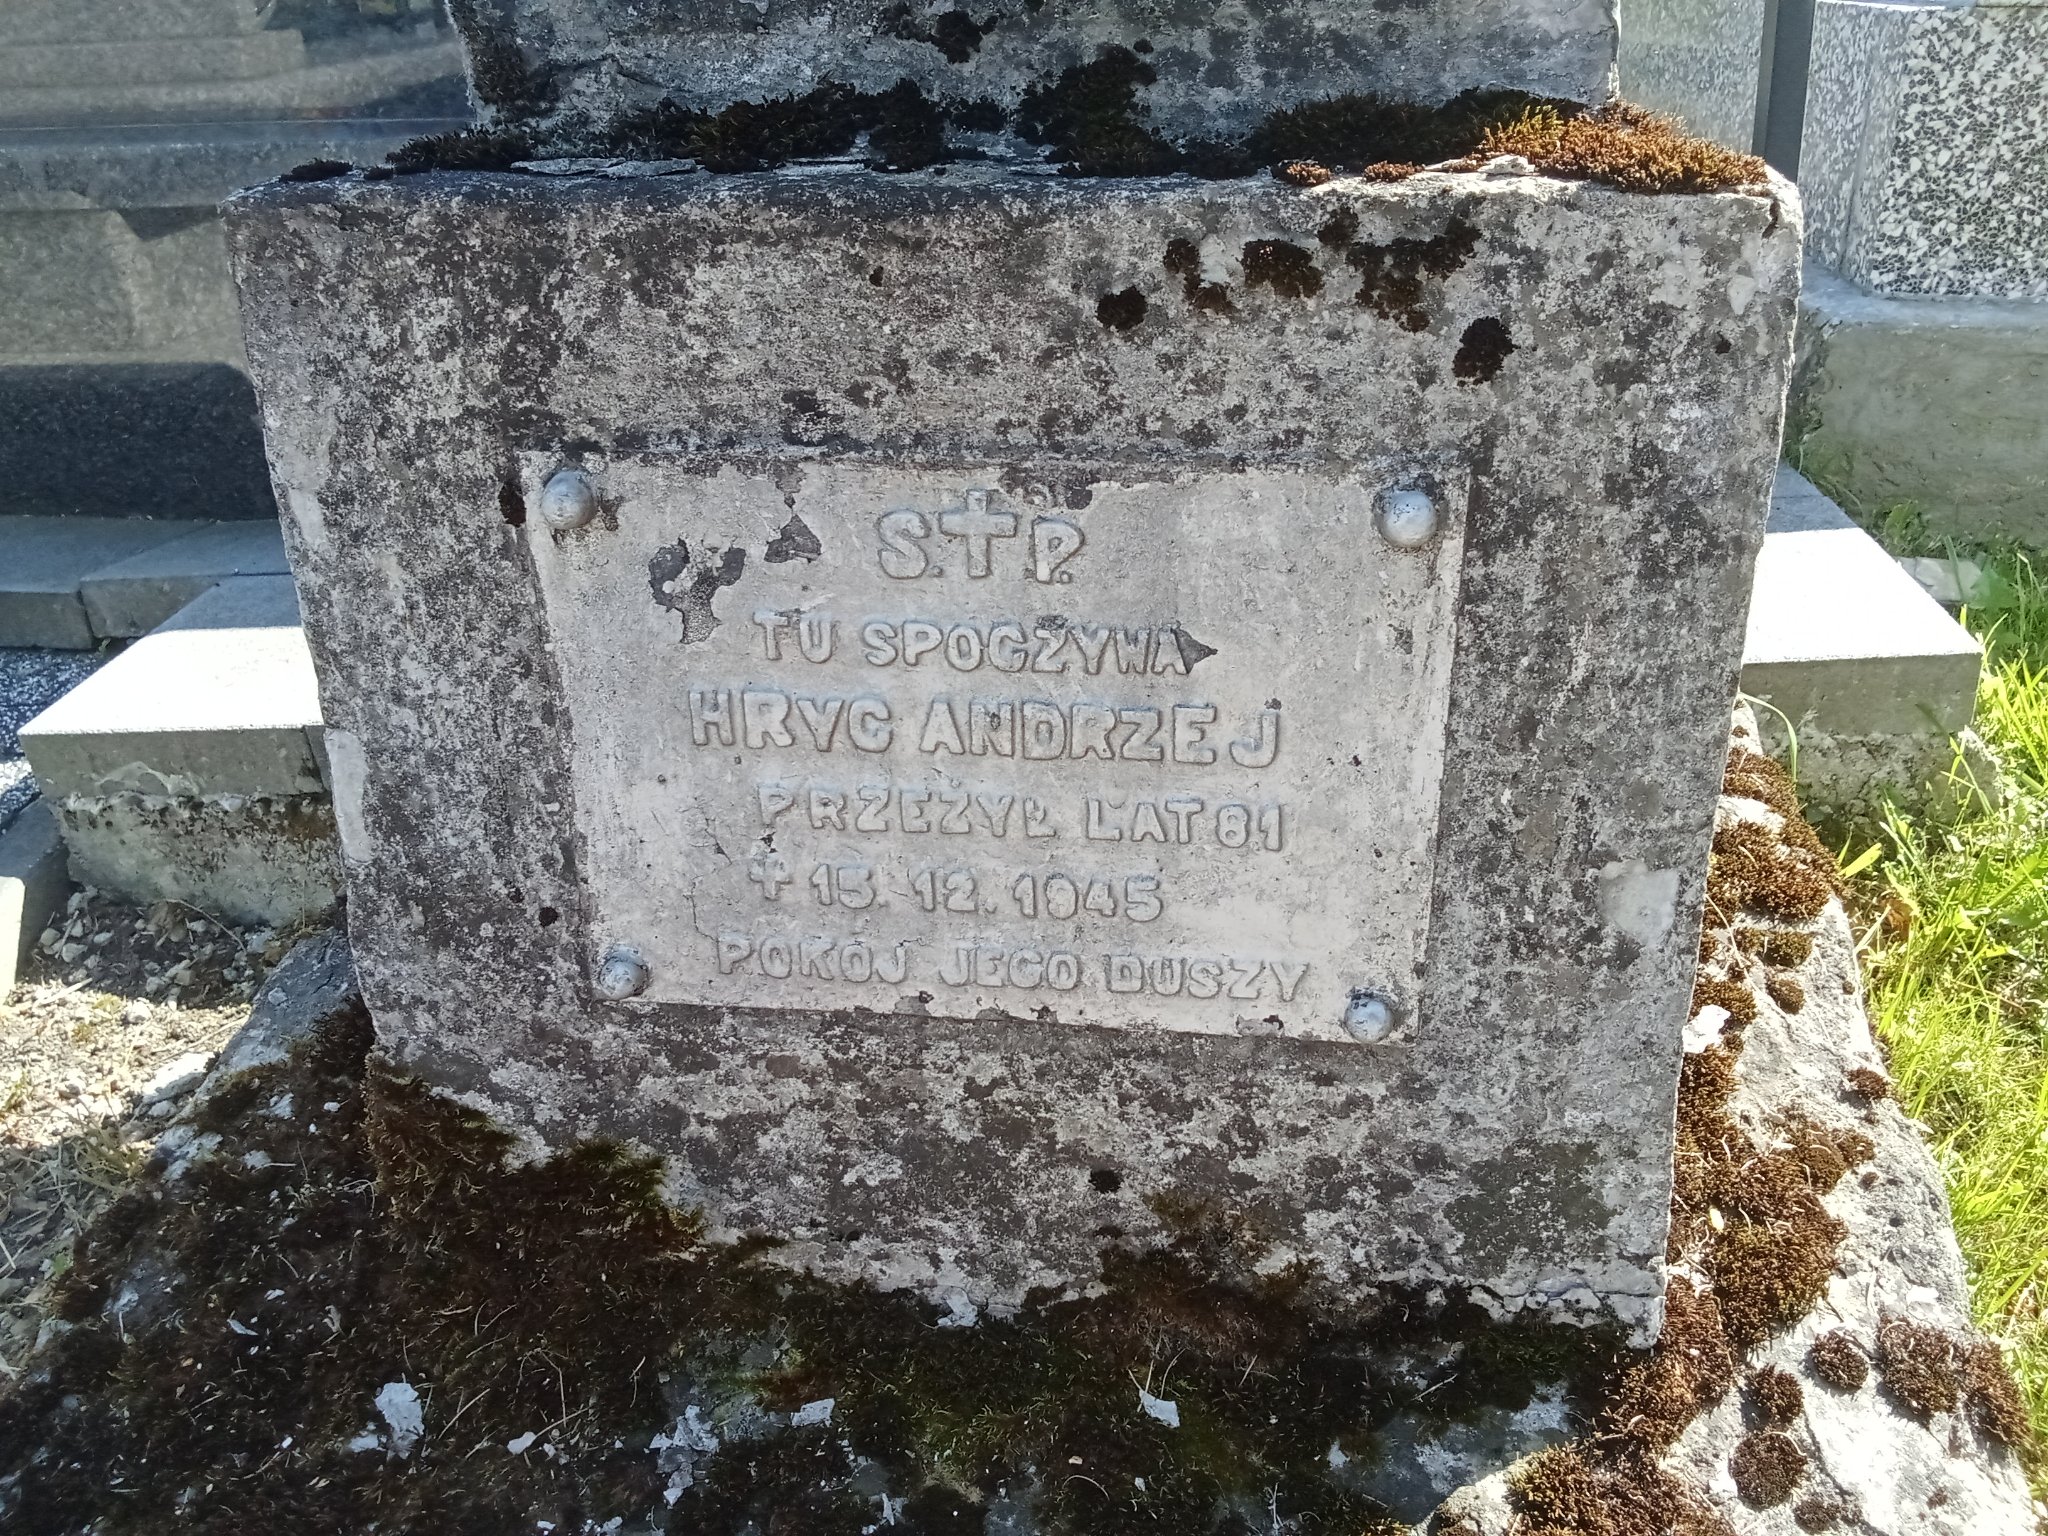 S. ✝ P.
TU SPOCZYWA
HRYC ANDRZEJ
PRZEŻYŁ LAT 81
✝ 15. 12. 1945
POKÓJ JEGO DUSZY